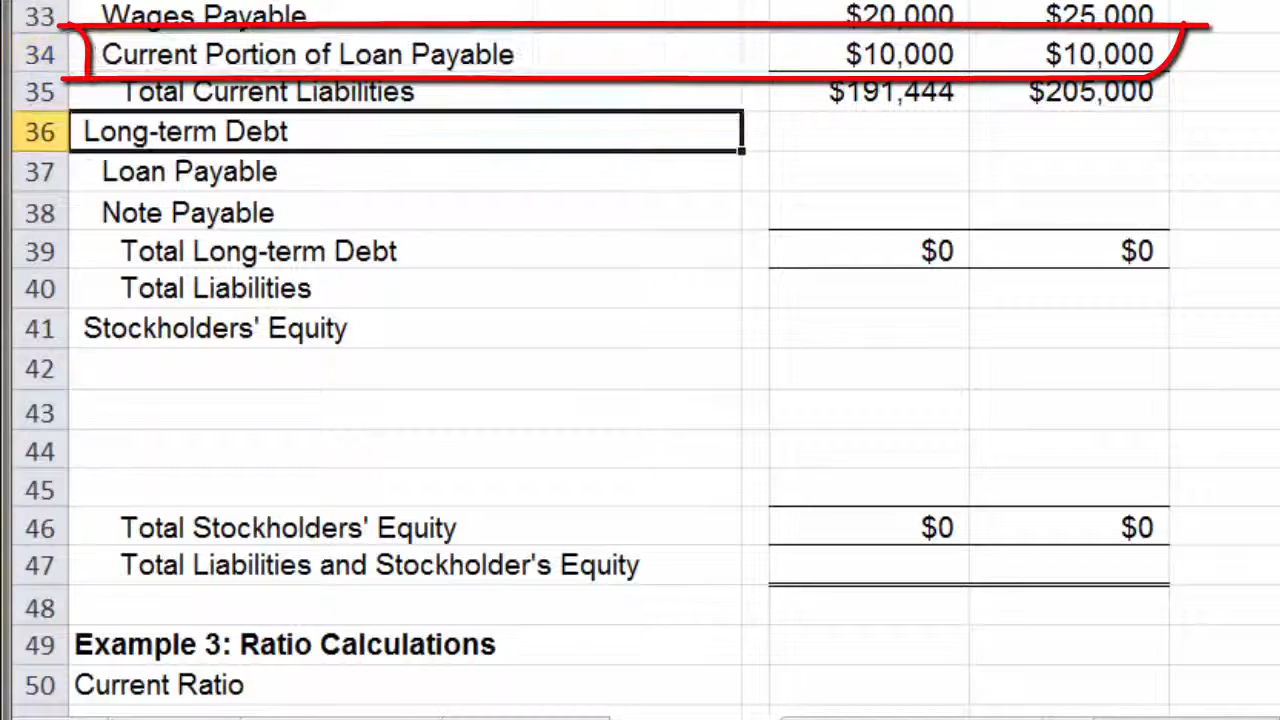 33 Wages Payable $20,000 $25,000
34 Current Portion of Loan Payable $10,000 $10,000
35 Total Current Liabilities $191,444 $205,000
36 Long-term Debt
37 Loan Payable
38 Note Payable
39 Total Long-term Debt $0 $0
40 Total Liabilities
41 Stockholders' Equity
42
43
44
45
46 Total Stockholders' Equity $0 $0
47 Total Liabilities and Stockholder's Equity
48
49 Example 3: Ratio Calculations
50 Current Ratio